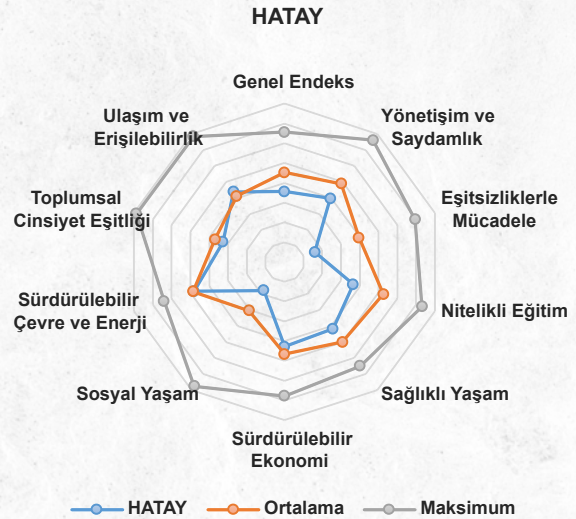 HATAY
Genel Endeks
Yönetişim ve
Saydamlık
Eşitsizliklerle
Mücadele
Nitelikli Eğitim
Sağlıklı Yaşam
Sürdürülebilir
Ekonomi
Sosyal Yaşam
Sürdürülebilir
Çevre ve Enerji
Toplumsal
Cinsiyet Eşitliği
Ulaşım ve
Erişilebilirlik
HATAY Ortalama Maksimum